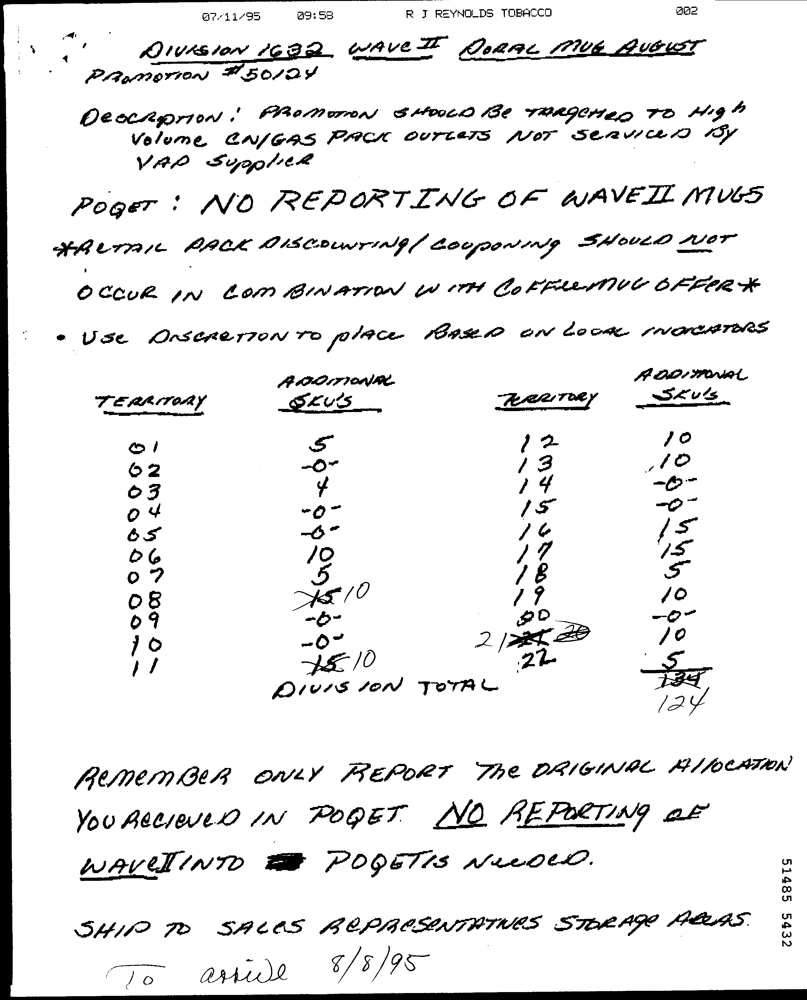 07/11/95 09:58 R J REYNOLDS TOBACCO 002
DIVISION 1632 WAVE II DORAL MUG AUGUST
PROMOTION #50124
DESCRIPTION: PROMOTION SHOULD BE TARGETED TO High
Volume CN/GAS PACK OUTLETS NOT SERVICED BY
VAP SUPPLIER
POQET: NO REPORTING OF WAVE II MUGS
*RETAIL PACK DISCOUNTING/COUPONING SHOULD NOT
OCCUR IN COMBINATION WITH COFFEE MUG OFFER*
• USE DISCRETION TO PLACE BASED ON LOCAL INDICATORS
TERRITORY ADDITIONAL SKU'S TERRITORY ADDITIONAL SKU'S
01 5 12 10
02 -0- 13 10
03 4 14 -0-
04 -0- 15 -0-
05 -0- 16 15
06 10 17 15
07 5 18 5
08 15 10 19 10
09 -0- 20 -0-
10 -0- 21 10
11 15 10 22 5
DIVISION TOTAL 134
124
REMEMBER ONLY REPORT THE ORIGINAL AllOCATION
YOU RECIEVED IN POQET. NO REPORTING OF
WAVE II INTO POQET IS NEEDED.
SHIP TO SALES REPRESENTATIVES STORAGE AREAS.
To arrive 8/8/95
51485 5432